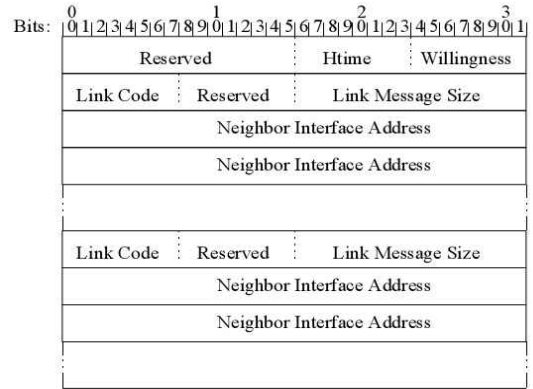 0 1 2 3
Bits: 0 1 2 3 4 5 6 7 8 9 0 1 2 3 4 5 6 7 8 9 0 1 2 3 4 5 6 7 8 9 0 1
Reserved Htime Willingness
Link Code Reserved Link Message Size
Neighbor Interface Address
Neighbor Interface Address
Link Code Reserved Link Message Size
Neighbor Interface Address
Neighbor Interface Address